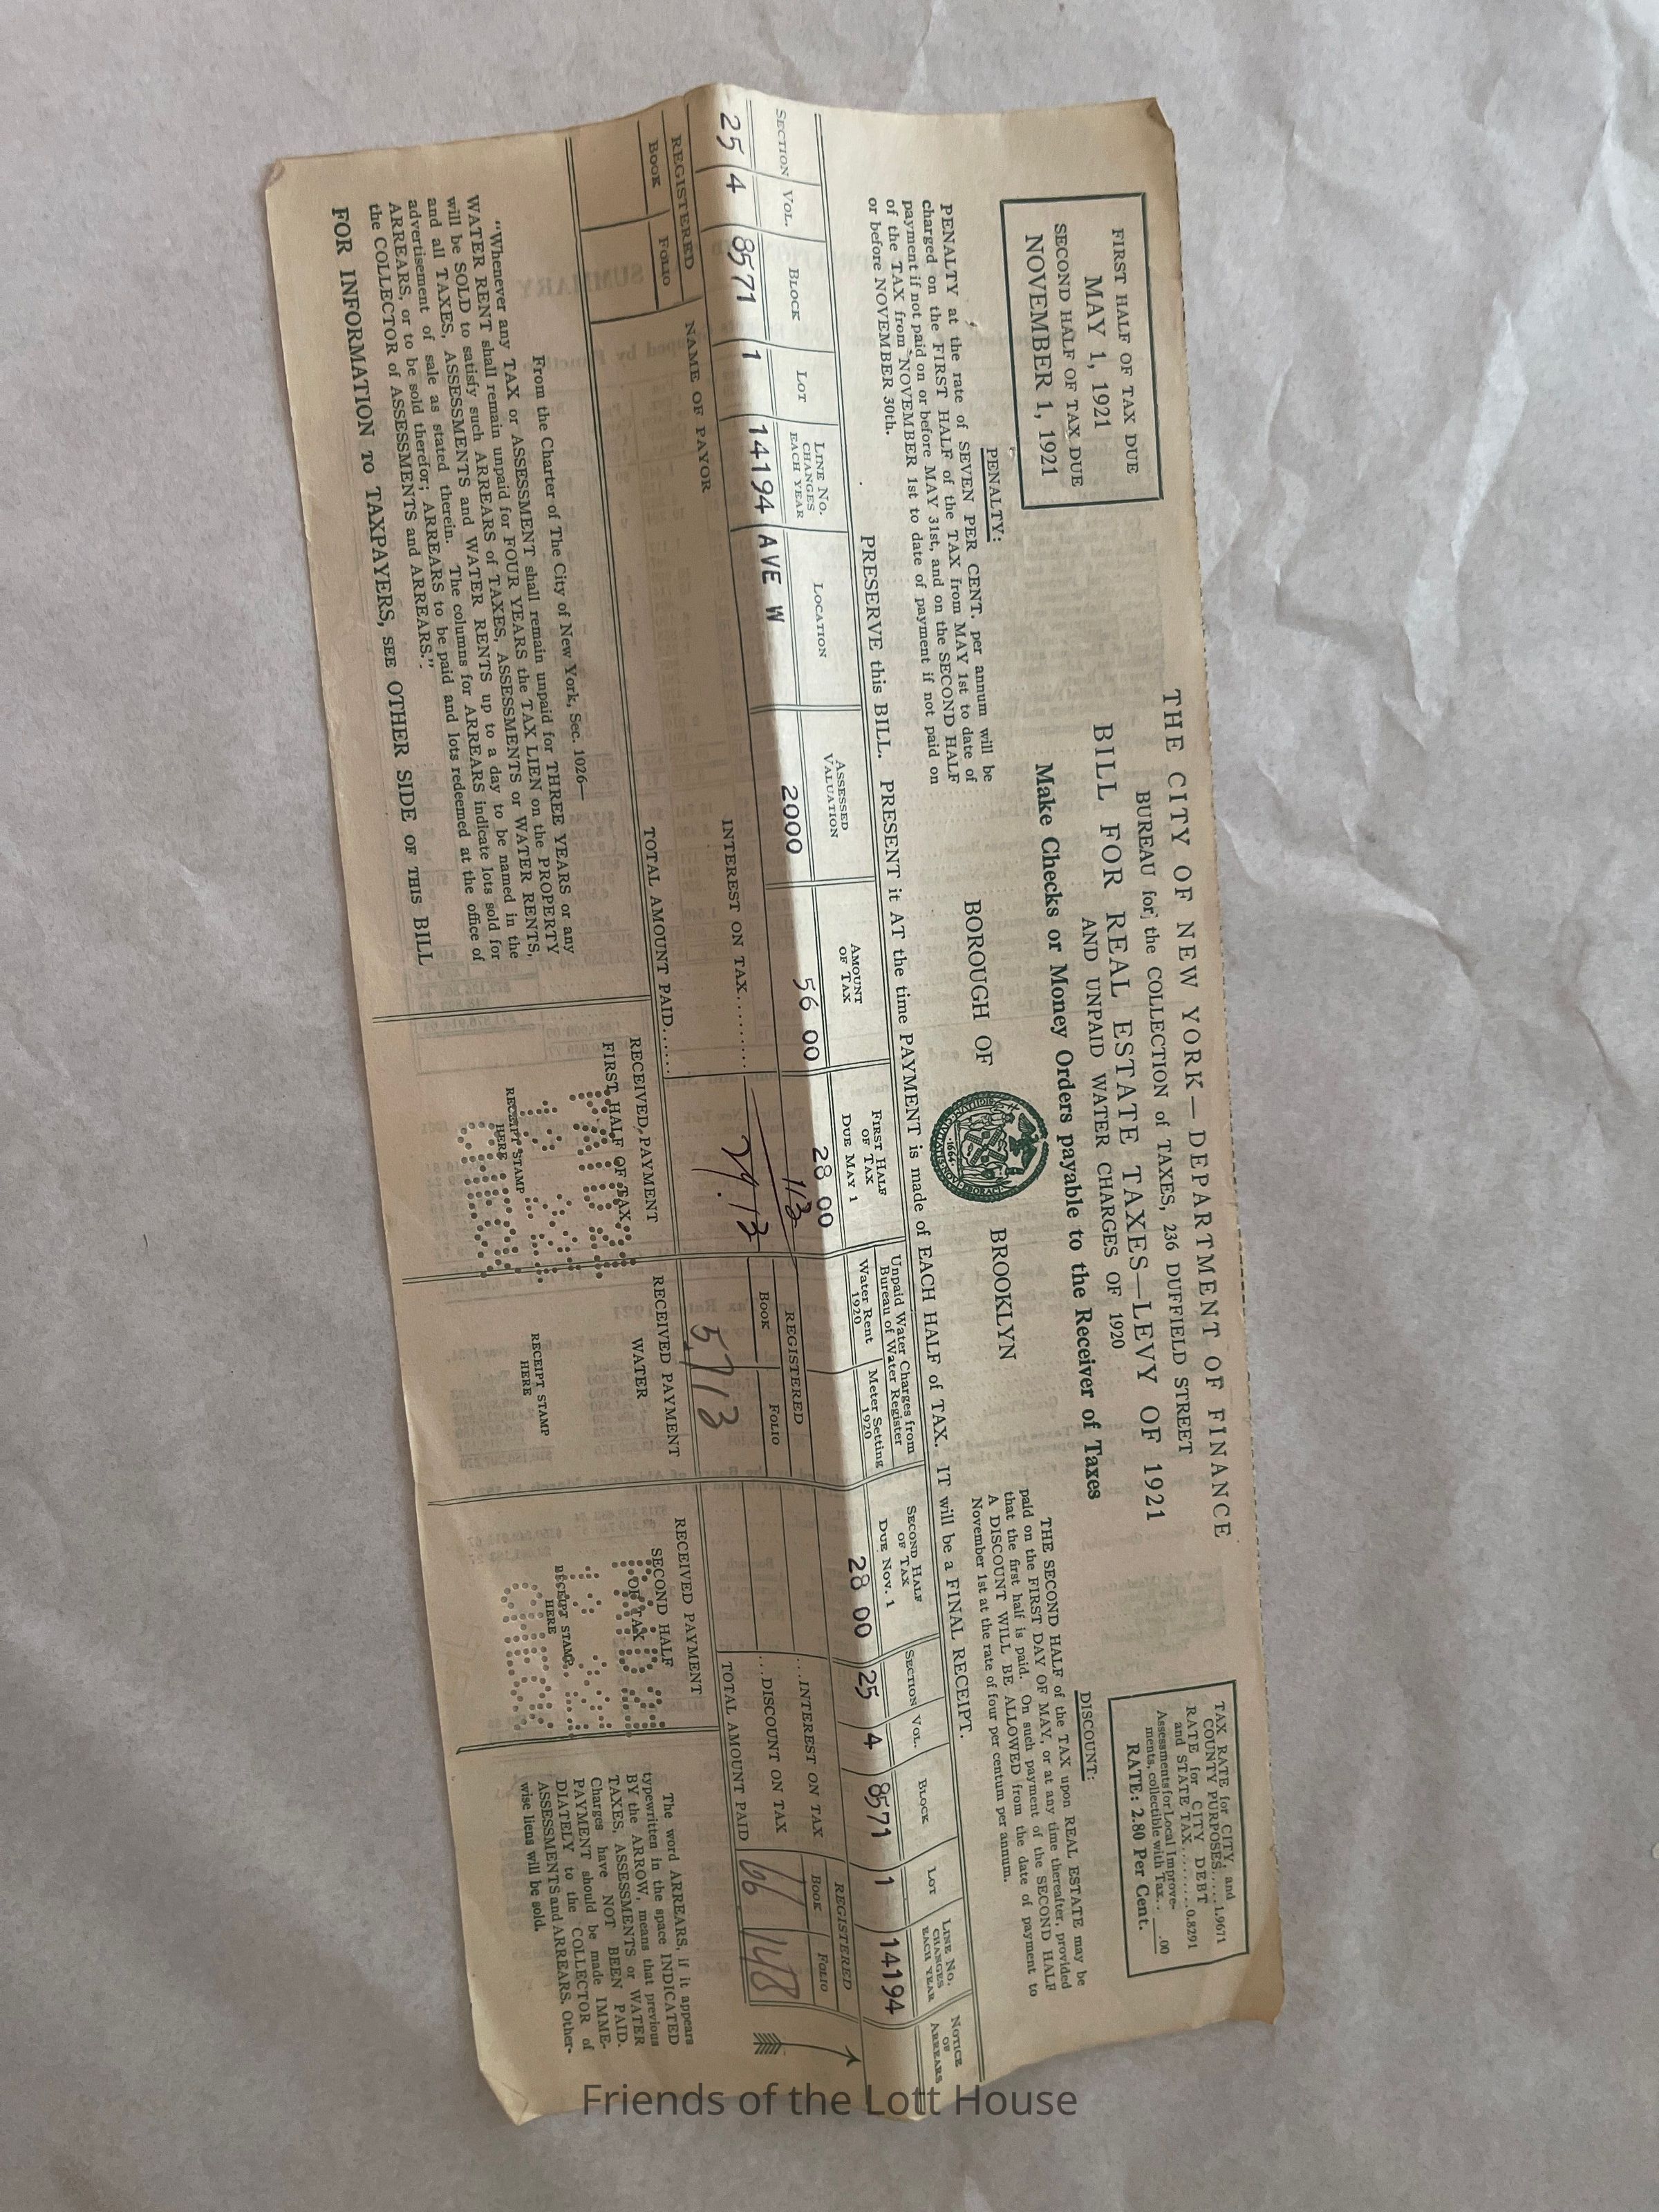 THE CITY OF NEW YORK—DEPARTMENT OF FINANCE
BUREAU for the COLLECTION of TAXES, 236 DUFFIELD STREET
BILL FOR REAL ESTATE TAXES—LEVY OF 1921
AND UNPAID WATER CHARGES OF 1920
Make Checks or Money Orders payable to the Receiver of Taxes
BOROUGH OF BROOKLYN
FIRST HALF OF TAX DUE
MAY 1, 1921
SECOND HALF OF TAX DUE
NOVEMBER 1, 1921
PENALTY:
PENALTY at the rate of SEVEN PER CENT. per annum will be
charged on the FIRST HALF of the TAX from MAY 1st to date of
payment if not paid on or before MAY 31st, and on the SECOND HALF
of the TAX from NOVEMBER 1st to date of payment if not paid on
or before NOVEMBER 30th.
TAX RATE for CITY, and
COUNTY PURPOSES.....1.9671
RATE for CITY DEBT
and STATE TAX........0.8291
Assessments for Local Improve-
ments, collectible with Tax... .00
RATE: 2.80 Per Cent.
DISCOUNT:
THE SECOND HALF of the TAX upon REAL ESTATE may be
paid on the FIRST DAY OF MAY, or at any time thereafter, provided
that the first half is paid. On such payment of the SECOND HALF
A DISCOUNT WILL BE ALLOWED from the date of payment to
November 1st at the rate of four per centum per annum.
PRESERVE this BILL. PRESENT it AT the time PAYMENT is made of EACH HALF of TAX. IT will be a FINAL RECEIPT.
SECTION VOL. BLOCK LOT LINE NO. CHANGES EACH YEAR LOCATION ASSESSED VALUATION AMOUNT OF TAX FIRST HALF OF TAX DUE MAY 1 Unpaid Water Charges from Bureau of Water Register Water Rent 1920 Meter Setting 1920 SECOND HALF OF TAX DUE NOV. 1 SECTION VOL. BLOCK LOT LINE NO. CHANGES EACH YEAR NOTICE OF ARREARS
25 4 8571 1 14194 AVE W 2000 56 00 28 00 28 00 25 4 8571 1 14194
REGISTERED
BOOK FOLIO
NAME OF PAYOR
INTEREST ON TAX.........
1 13
TOTAL AMOUNT PAID......
29.13
REGISTERED
BOOK FOLIO
57 13
....INTEREST ON TAX
....DISCOUNT ON TAX
TOTAL AMOUNT PAID
REGISTERED
BOOK FOLIO
66 148
From the Charter of The City of New York, Sec. 1026—
"Whenever any TAX or ASSESSMENT shall remain unpaid for THREE YEARS or any
WATER RENT shall remain unpaid for FOUR YEARS the TAX LIEN on the PROPERTY
will be SOLD to satisfy such ARREARS of TAXES, ASSESSMENTS or WATER RENTS,
and all TAXES, ASSESSMENTS and WATER RENTS up to a day to be named in the
advertisement of sale as stated therein. The columns for ARREARS indicate lots sold for
ARREARS, or to be sold therefor; ARREARS to be paid and lots redeemed at the office of
the COLLECTOR of ASSESSMENTS and ARREARS."
FOR INFORMATION TO TAXPAYERS, SEE OTHER SIDE OF THIS BILL
RECEIVED PAYMENT
FIRST HALF OF TAX
RECEIPT STAMP
HERE
PAID
RECEIVED PAYMENT
WATER
RECEIPT STAMP
HERE
RECEIVED PAYMENT
SECOND HALF
OF TAX
RECEIPT STAMP
HERE
PAID
CHECK
The word ARREARS, if it appears
typewritten in the space INDICATED
BY the ARROW, means that previous
TAXES, ASSESSMENTS or WATER
Charges have NOT BEEN PAID.
PAYMENT should be made IMME-
DIATELY to the COLLECTOR of
ASSESSMENTS and ARREARS. Other-
wise liens will be sold.
Friends of the Lott House